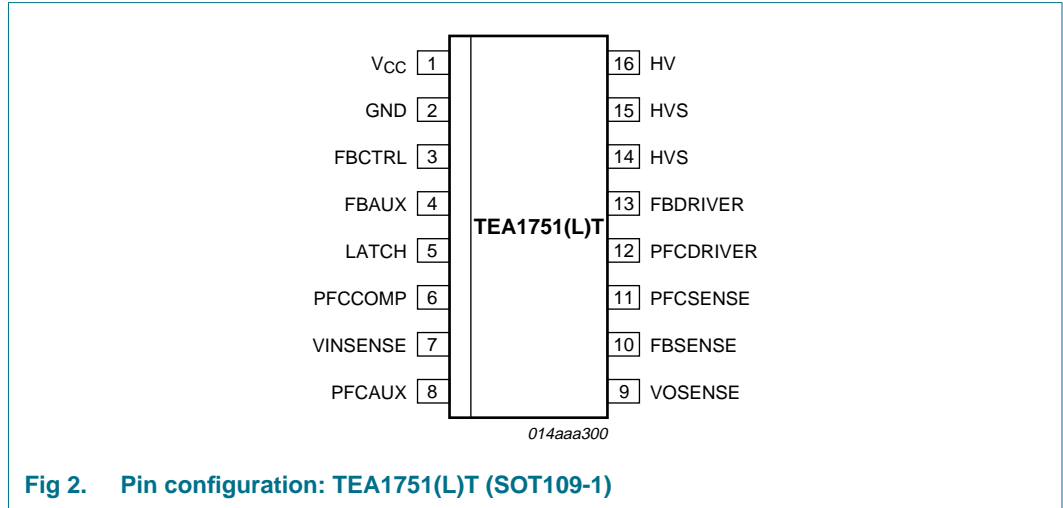 VCC 1 16 HV
GND 2 15 HVS
FBCTRL 3 14 HVS
FBAUX 4 13 FBDRIVER
TEA1751(L)T
LATCH 5 12 PFCDRIVER
PFCCOMP 6 11 PFCSENSE
VINSENSE 7 10 FBSENSE
PFCAUX 8 9 VOSENSE
014aaa300
Fig 2. Pin configuration: TEA1751(L)T (SOT109-1)